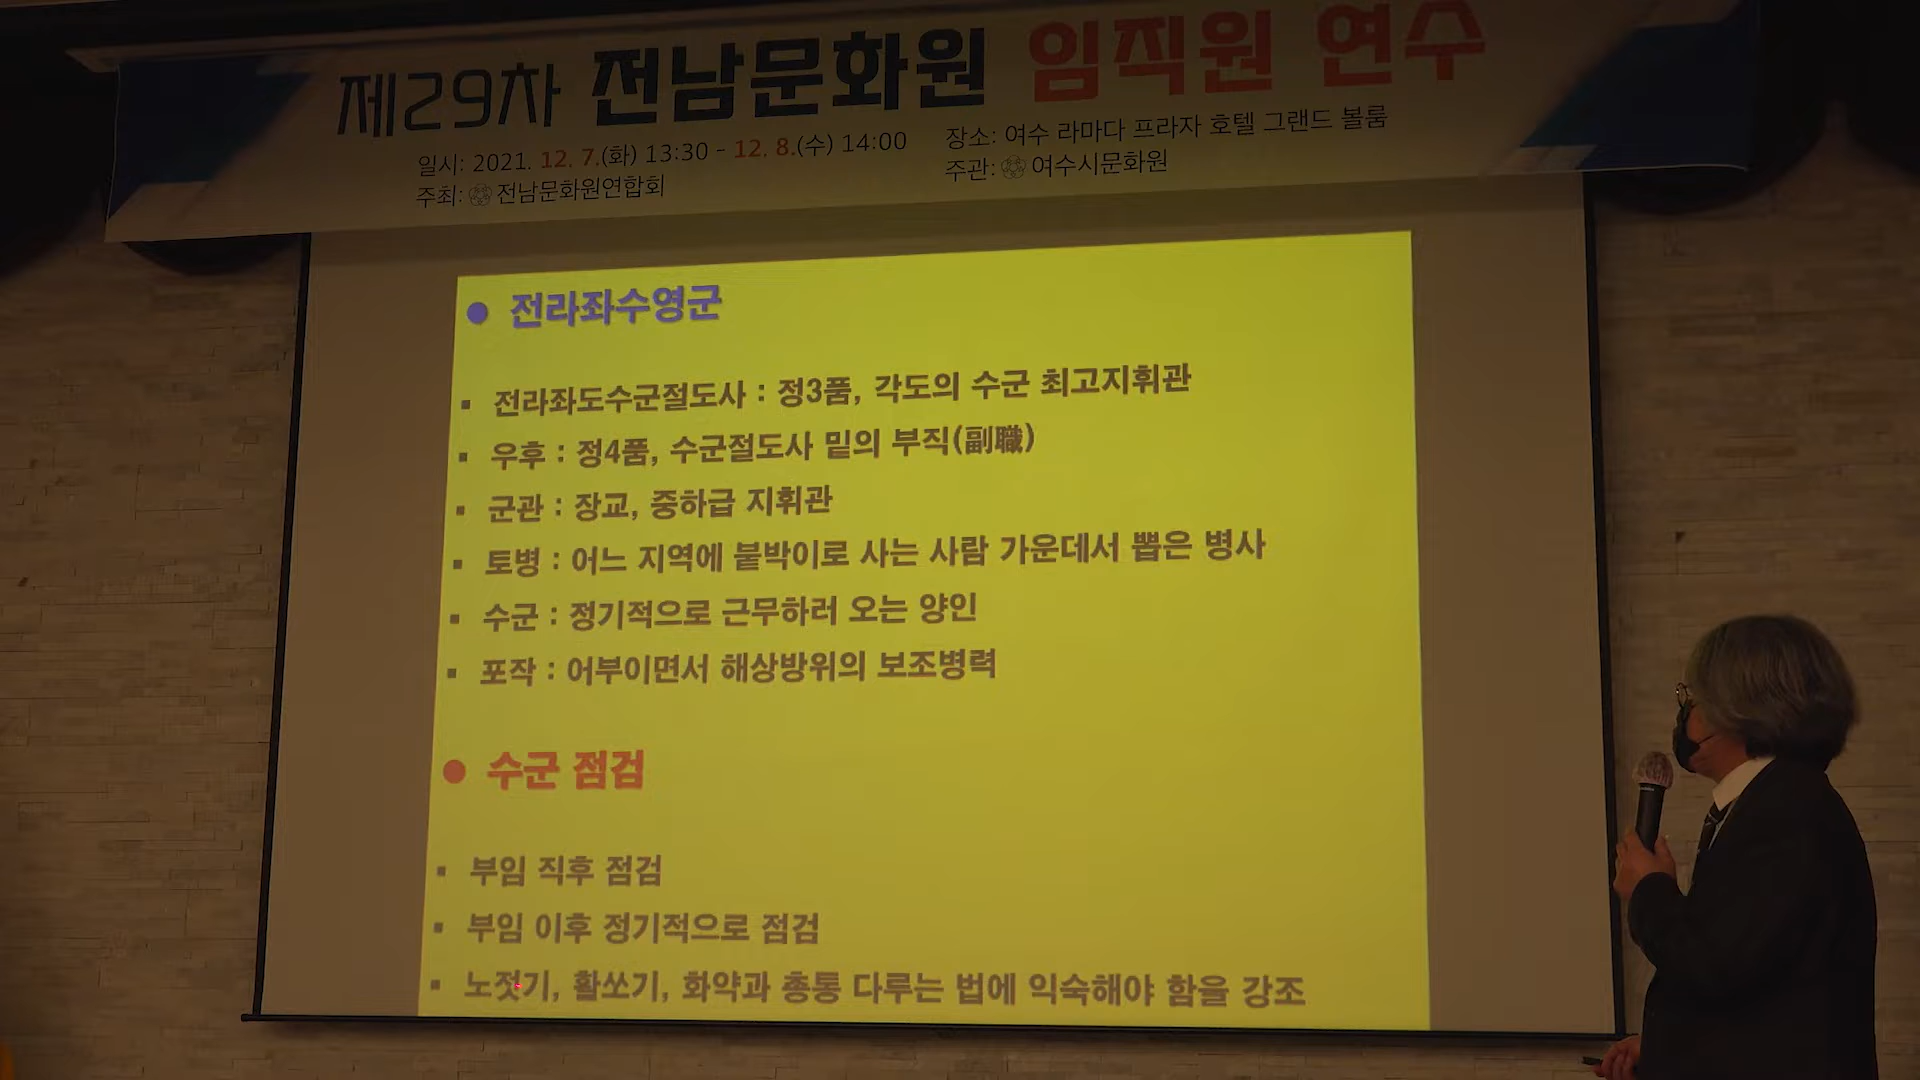 제29차 전남문화원 임직원 연수
일시: 2021. 12. 7.(화) 13:30 - 12. 8.(수) 14:00
장소: 여수 라마다 프라자 호텔 그랜드 볼룸
주최: 전남문화원연합회
주관: 여수시문화원
● 전라좌수영군
▪ 전라좌도수군절도사 : 정3품, 각도의 수군 최고지휘관
▪ 우후 : 정4품, 수군절도사 밑의 부직(副職)
▪ 군관 : 장교, 중하급 지휘관
▪ 토병 : 어느 지역에 붙박이로 사는 사람 가운데서 뽑은 병사
▪ 수군 : 정기적으로 근무하러 오는 양인
▪ 포작 : 어부이면서 해상방위의 보조병력
● 수군 점검
▪ 부임 직후 점검
▪ 부임 이후 정기적으로 점검
▪ 노젓기, 활쏘기, 화약과 총통 다루는 법에 익숙해야 함을 강조